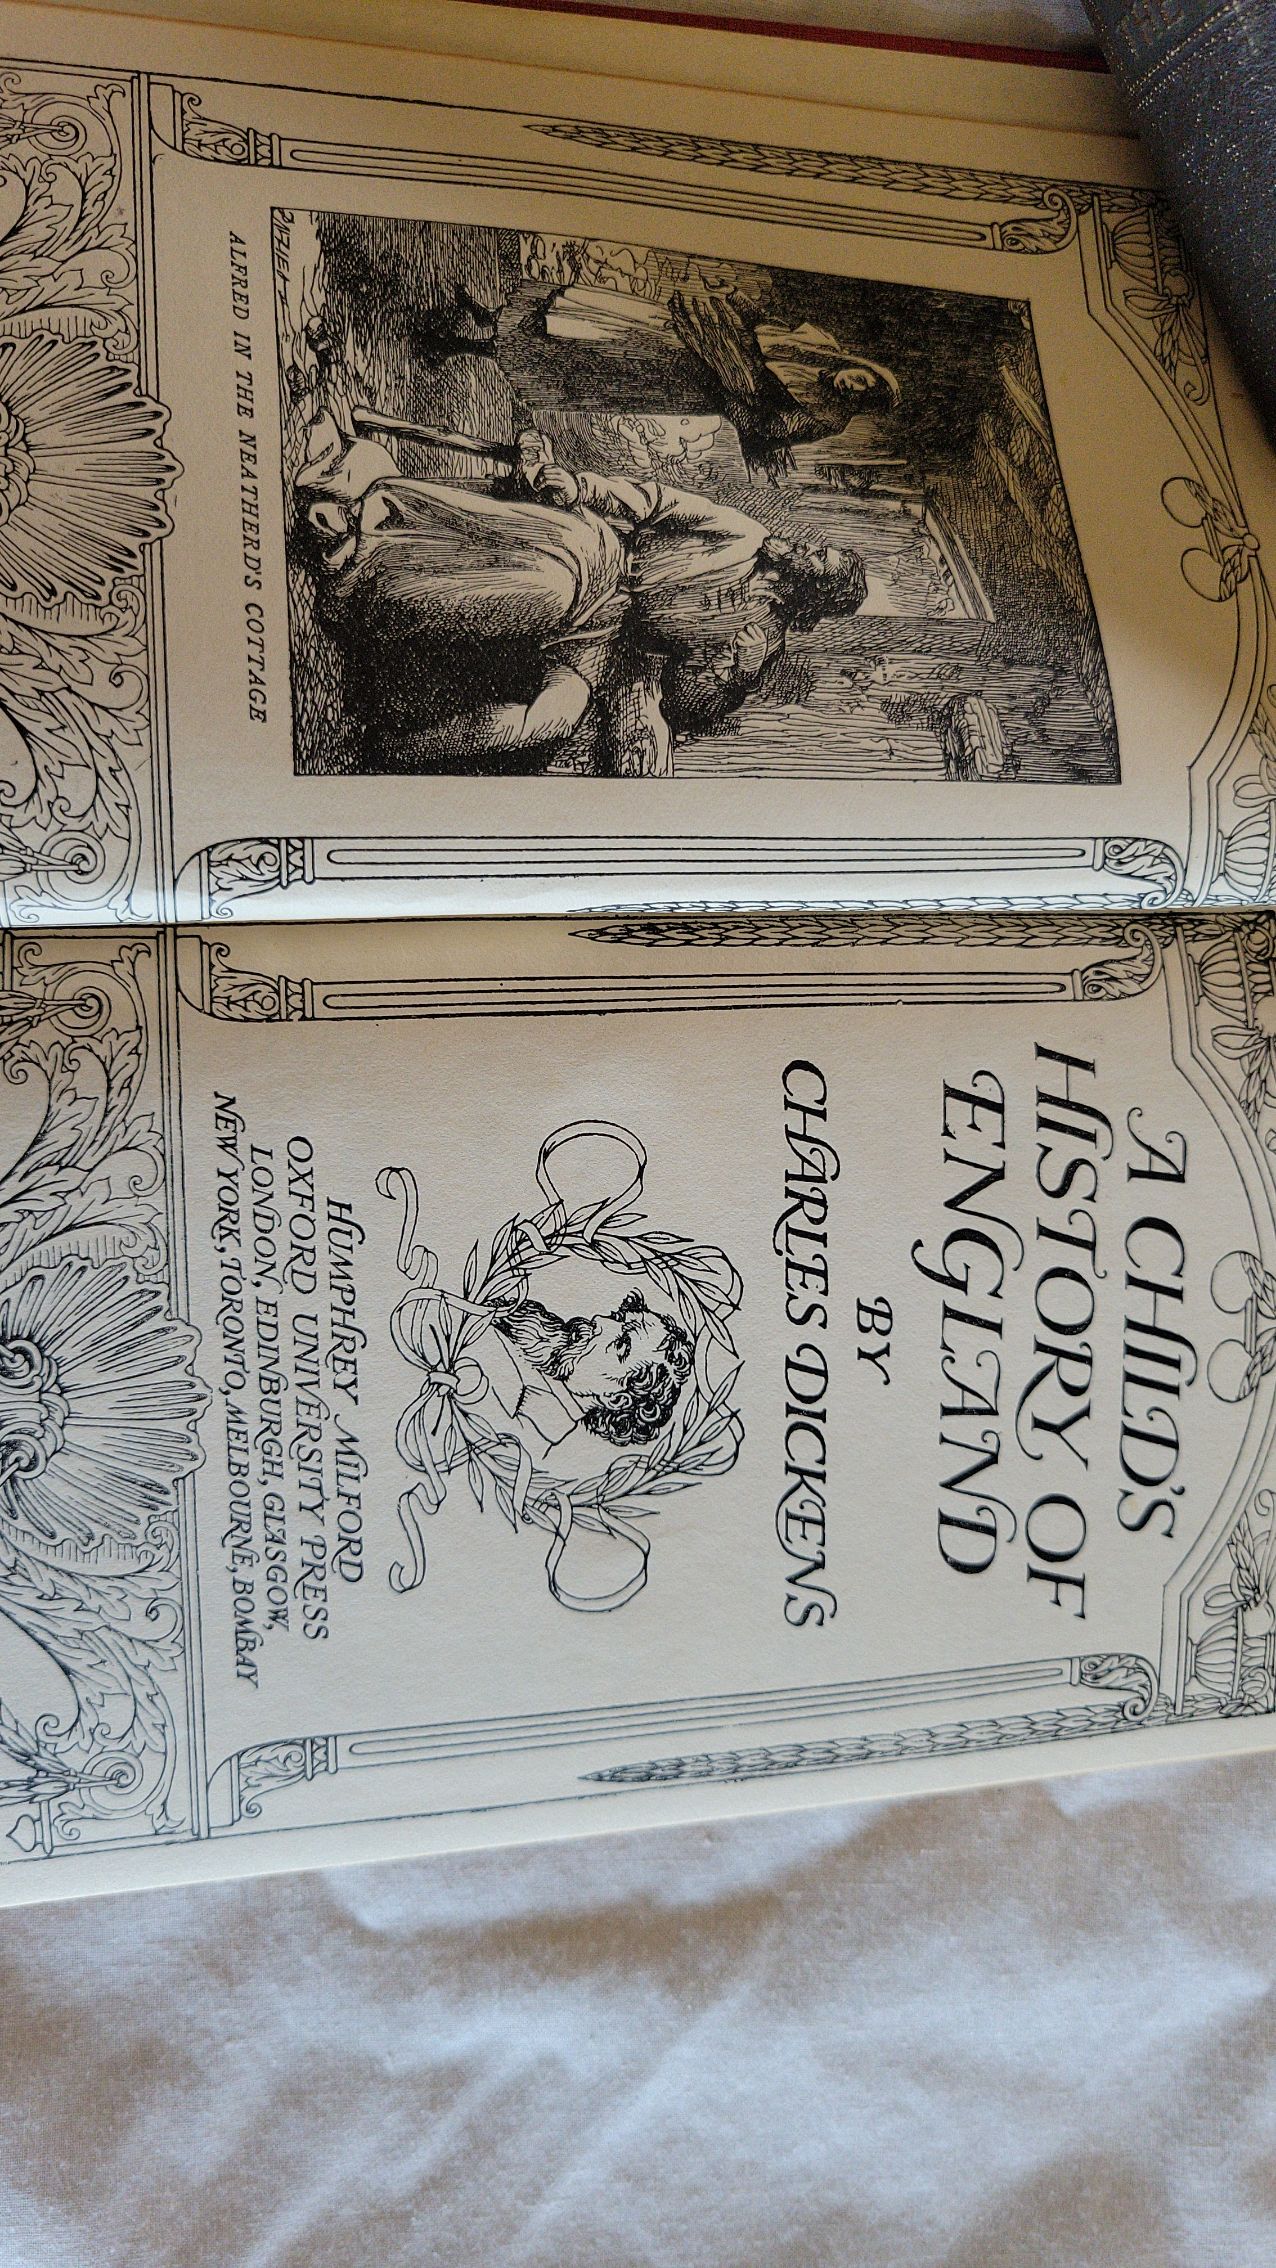 ALFRED IN THE NEATHERD'S COTTAGE
A CHILD'S
HISTORY OF
ENGLAND
BY
CHARLES DICKENS
HUMPHREY MILFORD
OXFORD UNIVERSITY PRESS
LONDON, EDINBURGH, GLASGOW,
NEW YORK, TORONTO, MELBOURNE, BOMBAY